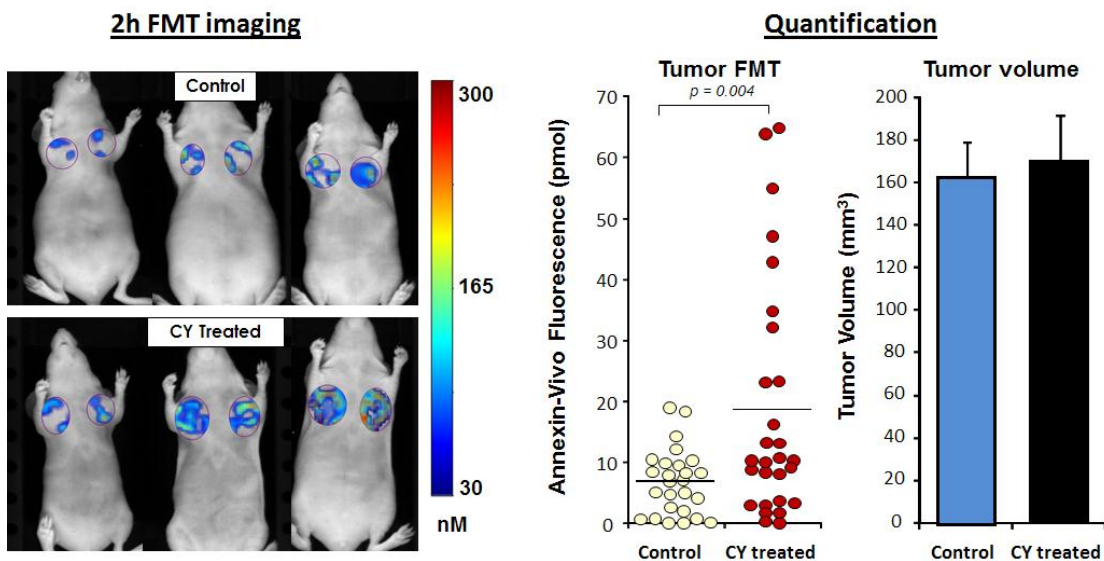 2h FMT imaging
Control
CY Treated
300
165
30
nM
Quantification
Tumor FMT
p = 0.004
Annexin-Vivo Fluorescence (pmol)
70
60
50
40
30
20
10
0
Control
CY treated
Tumor volume
Tumor Volume (mm³)
200
180
160
140
120
100
80
60
40
20
0
Control
CY treated